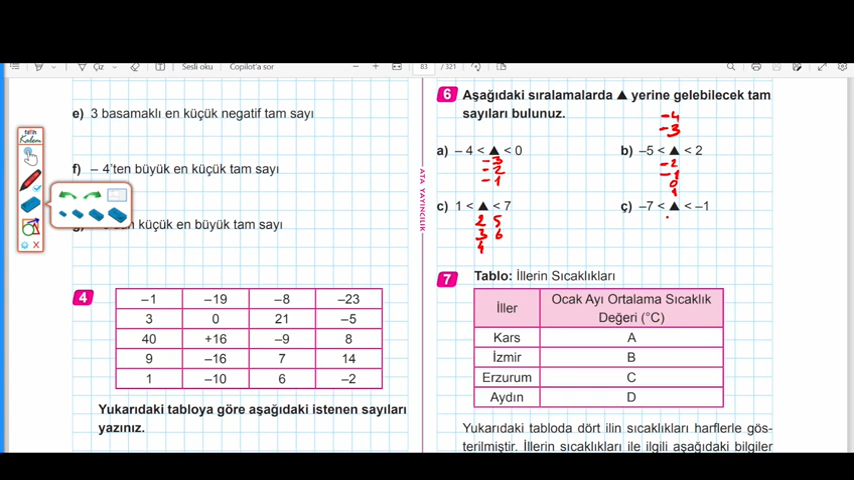 Çiz
Sesli oku
Copilot'a sor
83 / 321
e) 3 basamaklı en küçük negatif tam sayı
f) – 4'ten büyük en küçük tam sayı
küçük en büyük tam sayı
Kalem
4
–1 –19 –8 –23
3 0 21 –5
40 +16 –9 8
9 –16 7 14
1 –10 6 –2
Yukarıdaki tabloya göre aşağıdaki istenen sayıları
yazınız.
ATA YAYINCILIK
6 Aşağıdaki sıralamalarda ▲ yerine gelebilecek tam
sayıları bulunuz.
a) – 4 < ▲ < 0
-3
-2
-1
-4
-3
b) –5 < ▲ < 2
-2
-1
0
1
c) 1 < ▲ < 7
2 5
3 6
4
ç) –7 < ▲ < –1
7 Tablo: İllerin Sıcaklıkları
İller Ocak Ayı Ortalama Sıcaklık
Değeri (°C)
Kars A
İzmir B
Erzurum C
Aydın D
Yukarıdaki tabloda dört ilin sıcaklıkları harflerle gös-
terilmiştir. İllerin sıcaklıkları ile ilgili aşağıdaki bilgiler